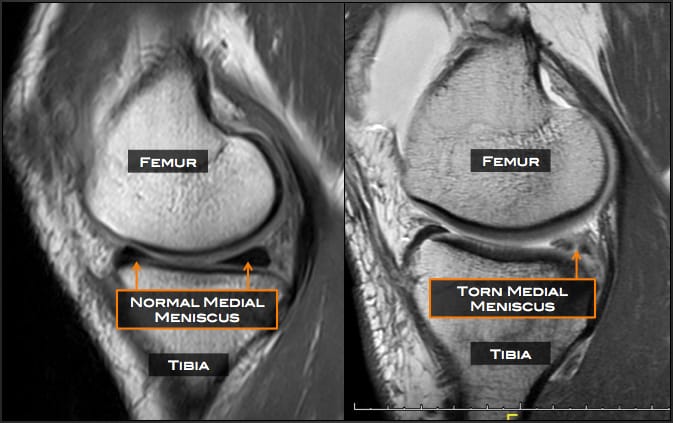 Femur
Normal Medial
Meniscus
Tibia
Femur
Torn Medial
Meniscus
Tibia